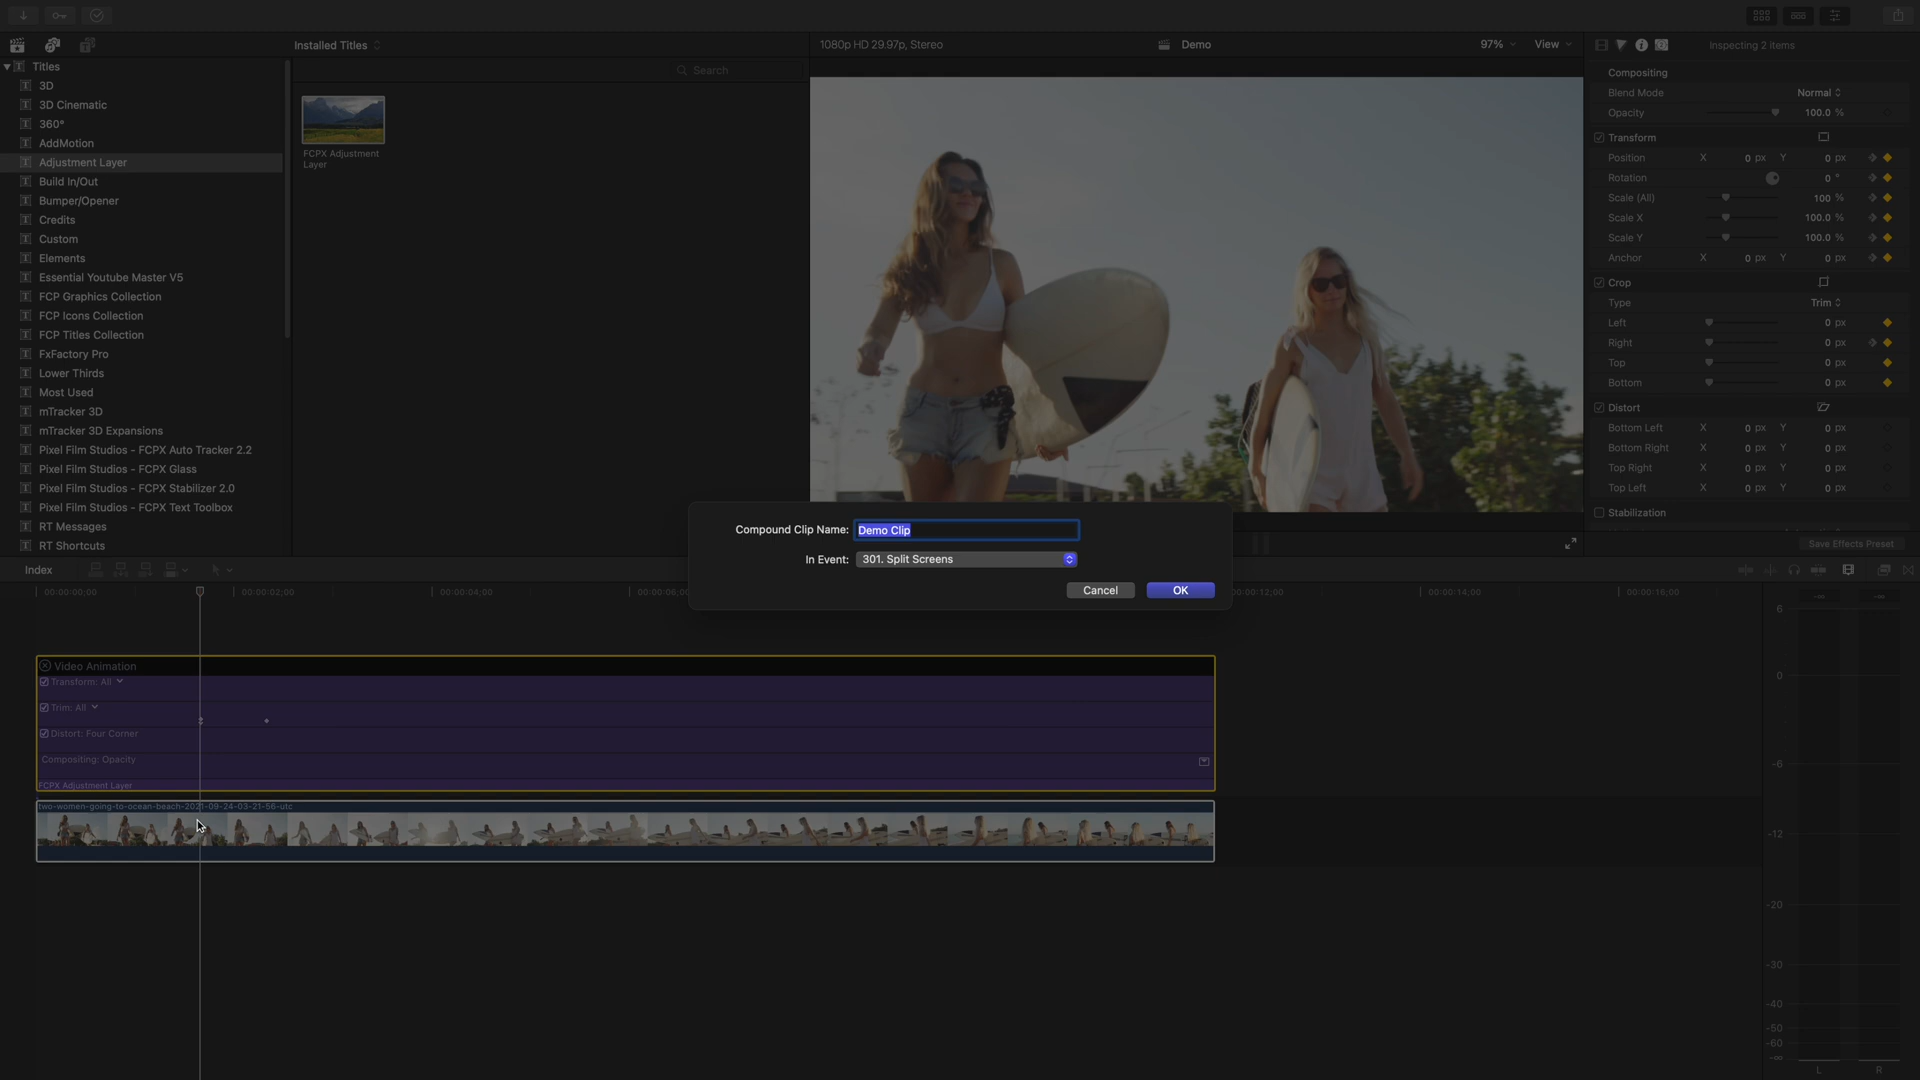 Installed Titles
1080p HD 29.97p, Stereo
Demo
97%
View
Inspecting 2 items
Titles
3D
3D Cinematic
360°
AddMotion
Adjustment Layer
Build In/Out
Bumper/Opener
Credits
Custom
Elements
Essential Youtube Master V5
FCP Graphics Collection
FCP Icons Collection
FCP Titles Collection
FxFactory Pro
Lower Thirds
Most Used
mTracker 3D
mTracker 3D Expansions
Pixel Film Studios - FCPX Auto Tracker 2.2
Pixel Film Studios - FCPX Glass
Pixel Film Studios - FCPX Stabilizer 2.0
Pixel Film Studios - FCPX Text Toolbox
RT Messages
RT Shortcuts
Search
FCPX Adjustment
Layer
Compositing
Blend Mode Normal
Opacity 100.0 %
Transform
Position X 0 px Y 0 px
Rotation 0 °
Scale (All) 100 %
Scale X 100.0 %
Scale Y 100.0 %
Anchor X 0 px Y 0 px
Crop
Type Trim
Left 0 px
Right 0 px
Top 0 px
Bottom 0 px
Distort
Bottom Left X 0 px Y 0 px
Bottom Right X 0 px Y 0 px
Top Right X 0 px Y 0 px
Top Left X 0 px Y 0 px
Stabilization
Save Effects Preset
Compound Clip Name: Demo Clip
In Event: 301. Split Screens
Cancel OK
Index
00:00:00;00 00:00:02;00 00:00:04;00 00:00:14;00 00:00:16;00
Video Animation
Transform: All
Trim: All
Distort: Four Corner
Compositing: Opacity
FCPX Adjustment Layer
two-women-going-to-ocean-beach-2021-09-24-03-21-56-utc
-∞ -∞
6
0
-6
-12
-20
-30
-40
-50
-60
-∞
L R